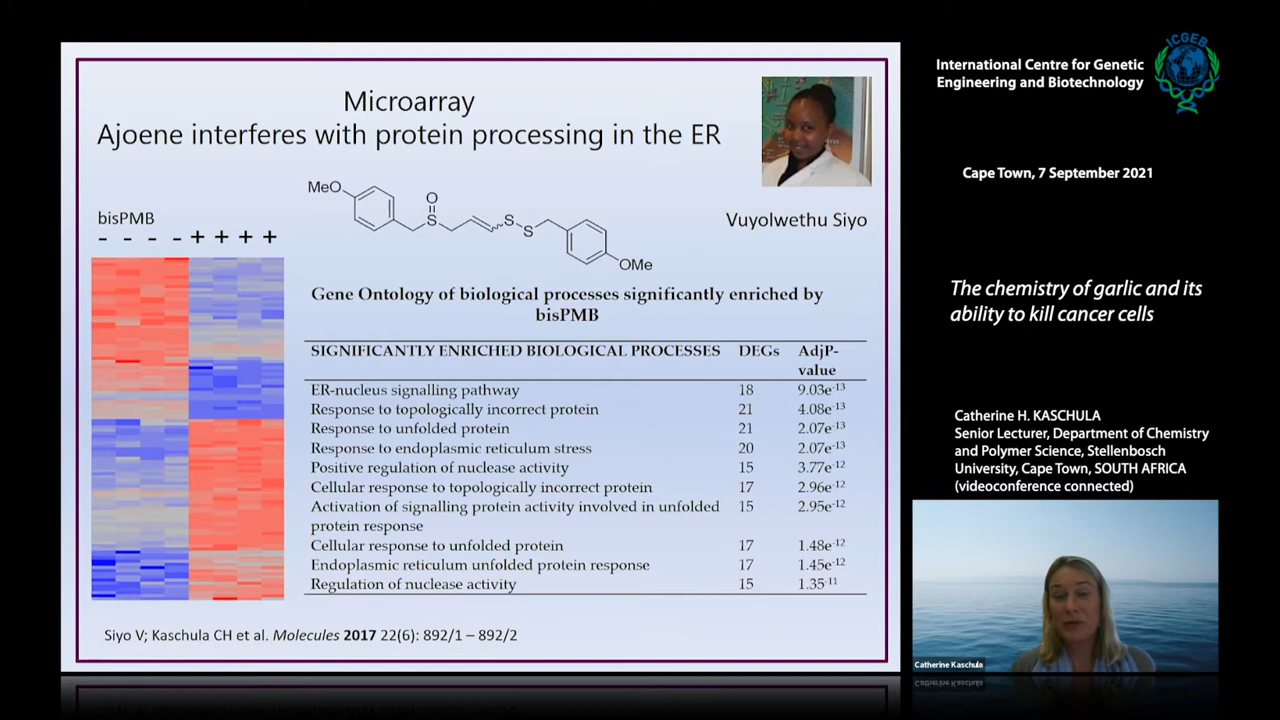 Microarray
Ajoene interferes with protein processing in the ER
MeO
O
S
S
S
OMe
bisPMB
- - - - + + + +
Vuyolwethu Siyo
Gene Ontology of biological processes significantly enriched by
bisPMB
SIGNIFICANTLY ENRICHED BIOLOGICAL PROCESSES DEGs AdjP-
value
ER-nucleus signalling pathway 18 9.03e-13
Response to topologically incorrect protein 21 4.08e-13
Response to unfolded protein 21 2.07e-13
Response to endoplasmic reticulum stress 20 2.07e-13
Positive regulation of nuclease activity 15 3.77e-12
Cellular response to topologically incorrect protein 17 2.96e-12
Activation of signalling protein activity involved in unfolded 15 2.95e-12
protein response
Cellular response to unfolded protein 17 1.48e-12
Endoplasmic reticulum unfolded protein response 17 1.45e-12
Regulation of nuclease activity 15 1.35-11
Siyo V; Kaschula CH et al. Molecules 2017 22(6): 892/1 – 892/2
International Centre for Genetic
Engineering and Biotechnology
ICGEB
Cape Town, 7 September 2021
The chemistry of garlic and its
ability to kill cancer cells
Catherine H. KASCHULA
Senior Lecturer, Department of Chemistry
and Polymer Science, Stellenbosch
University, Cape Town, SOUTH AFRICA
(videoconference connected)
Catherine Kaschula